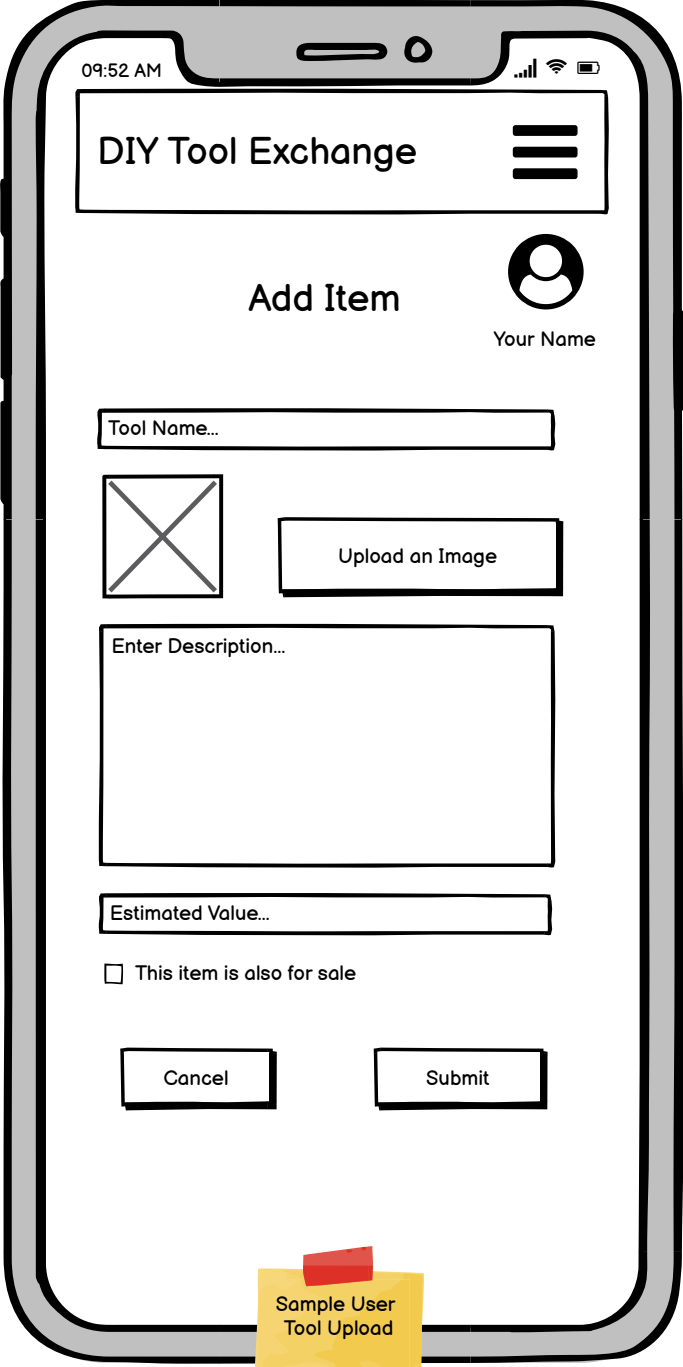 09:52 AM
DIY Tool Exchange
Add Item
Your Name
Tool Name...
Upload an Image
Enter Description...
Estimated Value...
This item is also for sale
Cancel
Submit
Sample User
Tool Upload